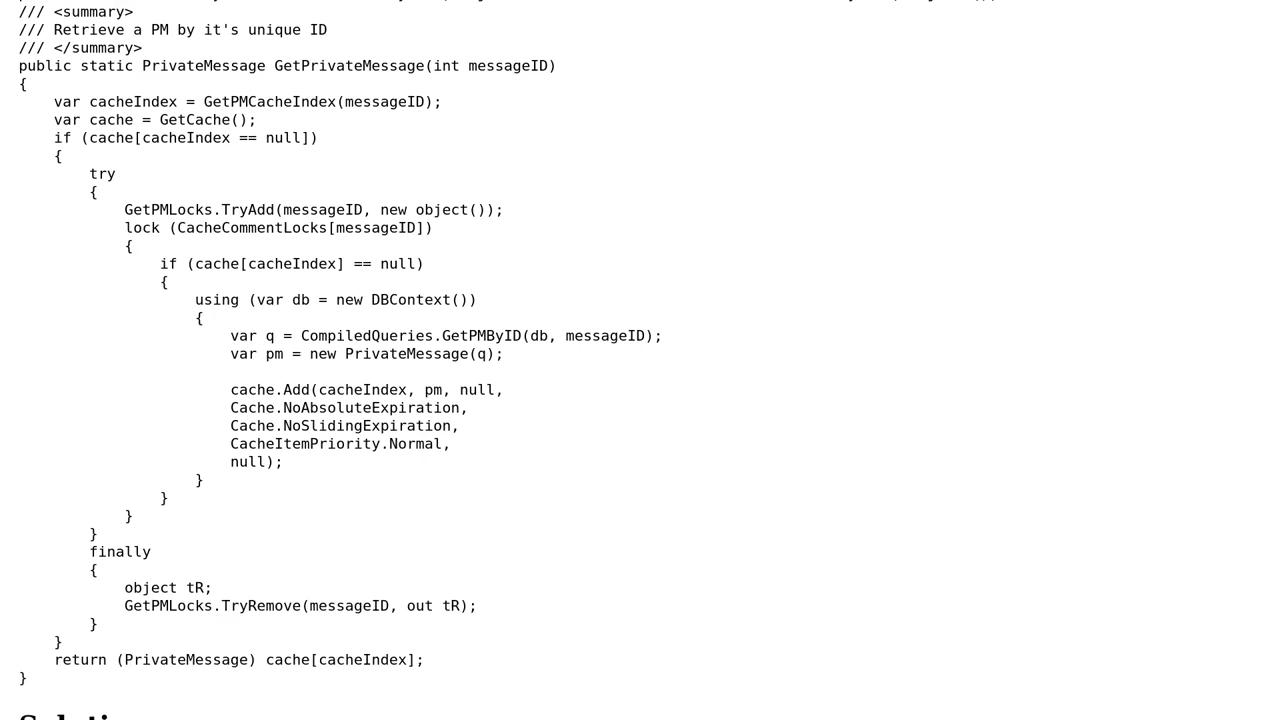 /// <summary>
/// Retrieve a PM by it's unique ID
/// </summary>
public static PrivateMessage GetPrivateMessage(int messageID)
{
    var cacheIndex = GetPMCacheIndex(messageID);
    var cache = GetCache();
    if (cache[cacheIndex == null])
    {
        try
        {
            GetPMLocks.TryAdd(messageID, new object());
            lock (CacheCommentLocks[messageID])
            {
                if (cache[cacheIndex] == null)
                {
                    using (var db = new DBContext())
                    {
                        var q = CompiledQueries.GetPMByID(db, messageID);
                        var pm = new PrivateMessage(q);

                        cache.Add(cacheIndex, pm, null,
                        Cache.NoAbsoluteExpiration,
                        Cache.NoSlidingExpiration,
                        CacheItemPriority.Normal,
                        null);
                    }
                }
            }
        }
        finally
        {
            object tR;
            GetPMLocks.TryRemove(messageID, out tR);
        }
    }
    return (PrivateMessage) cache[cacheIndex];
}